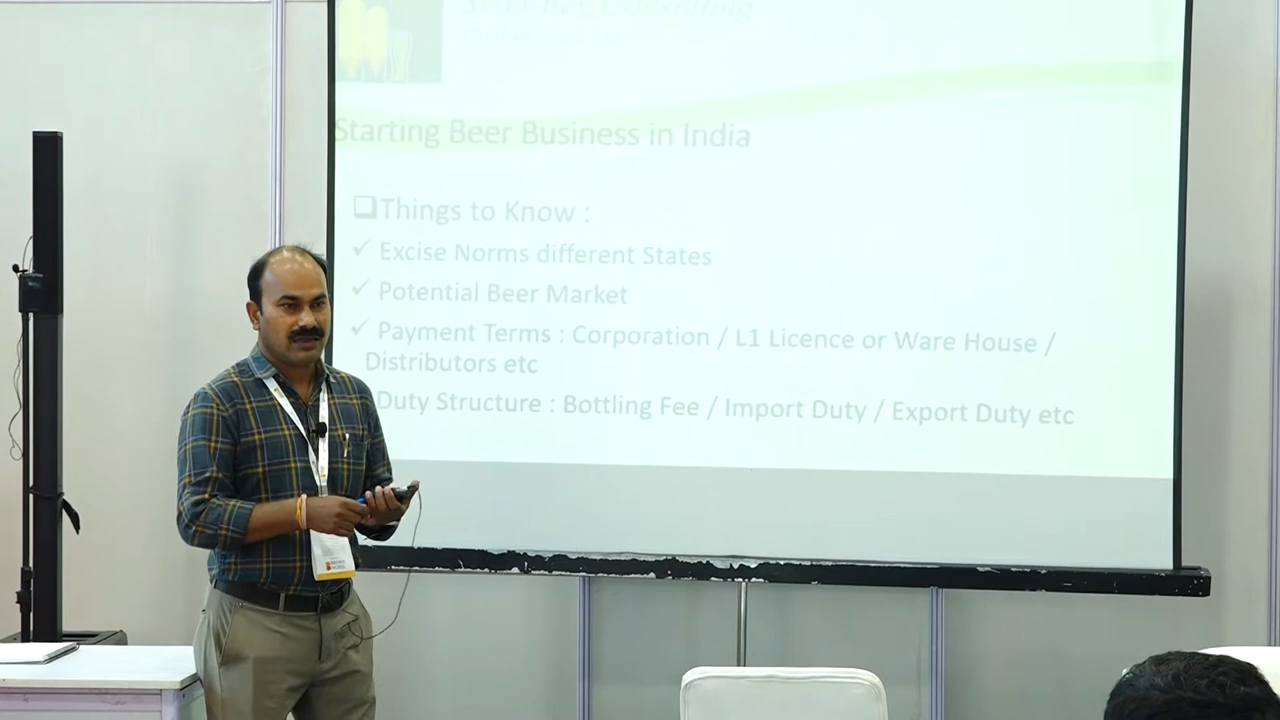 Consulting
Starting Beer Business in India
❑Things to Know :
✓ Excise Norms different States
✓ Potential Beer Market
✓ Payment Terms : Corporation / L1 Licence or Ware House /
Distributors etc
Duty Structure : Bottling Fee / Import Duty / Export Duty etc